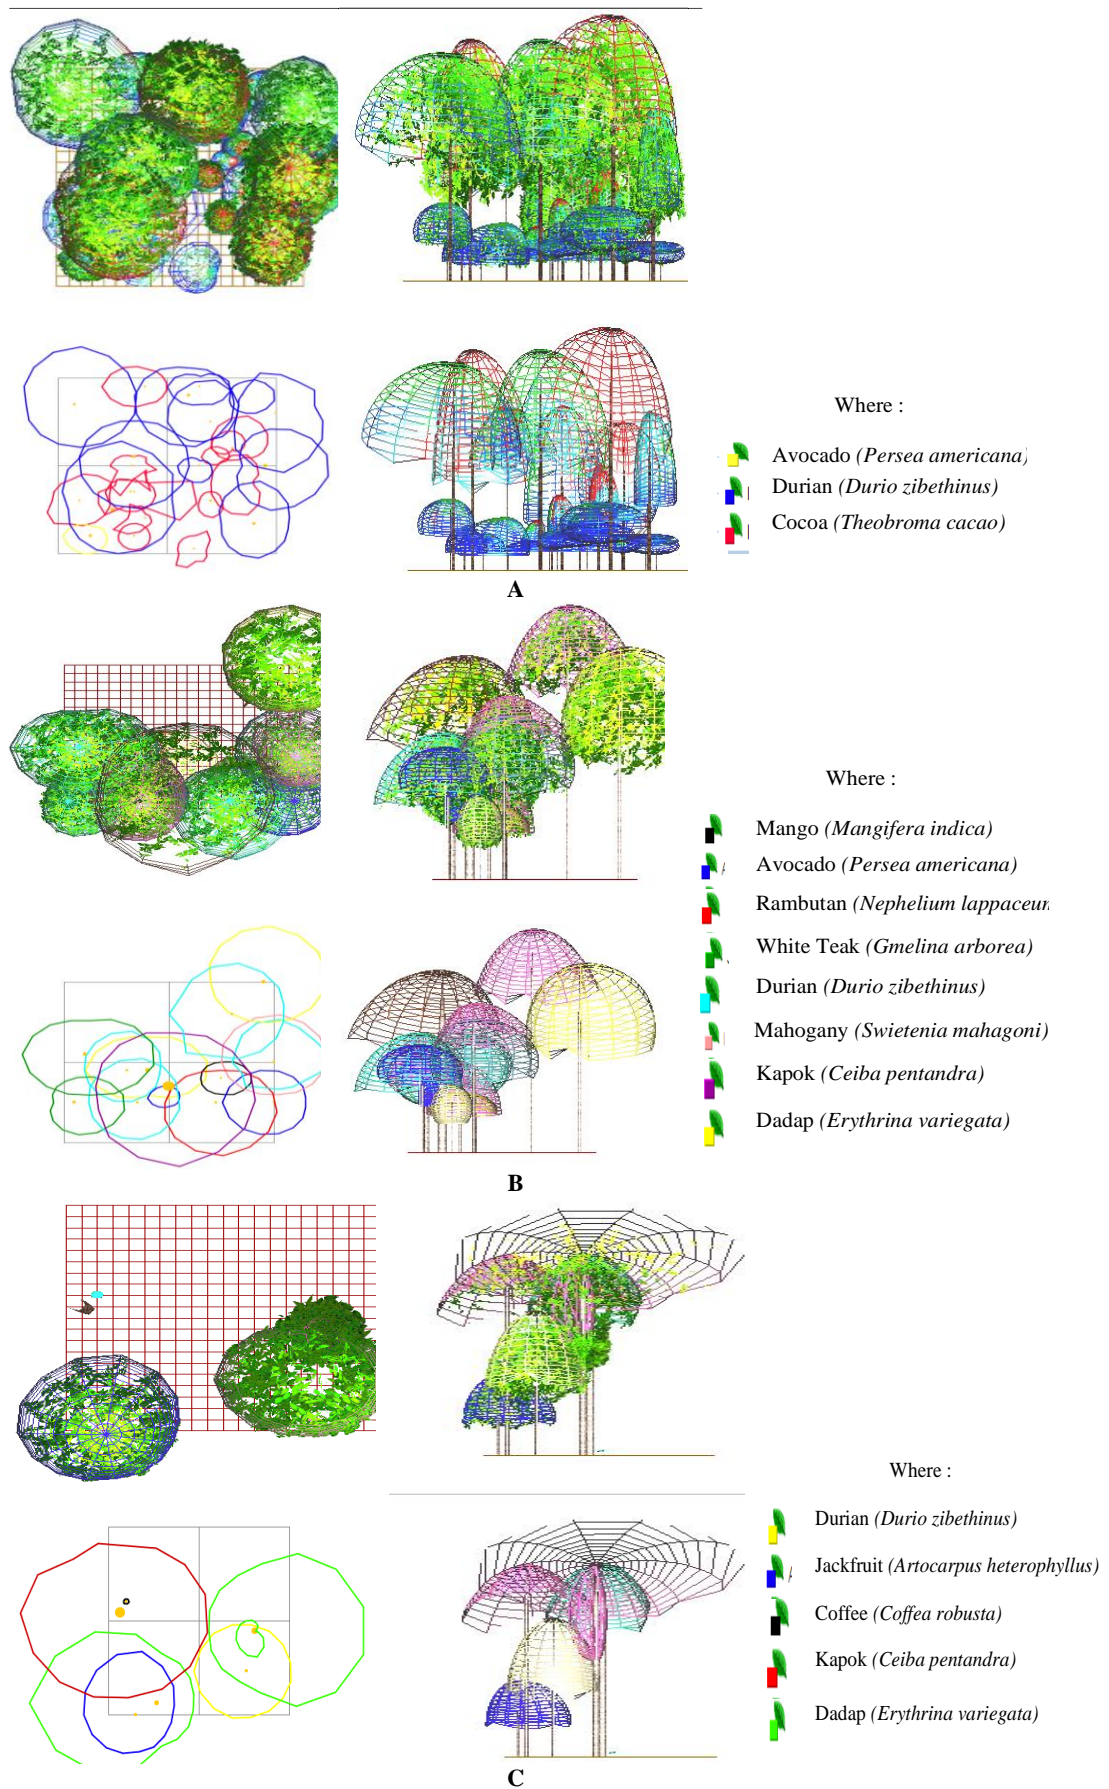 Where :
Avocado (Persea americana)
Durian (Durio zibethinus)
Cocoa (Theobroma cacao)
A
Where :
Mango (Mangifera indica)
Avocado (Persea americana)
Rambutan (Nephelium lappaceun
White Teak (Gmelina arborea)
Durian (Durio zibethinus)
Mahogany (Swietenia mahagoni)
Kapok (Ceiba pentandra)
Dadap (Erythrina variegata)
B
Where :
Durian (Durio zibethinus)
Jackfruit (Artocarpus heterophyllus)
Coffee (Coffea robusta)
Kapok (Ceiba pentandra)
Dadap (Erythrina variegata)
C